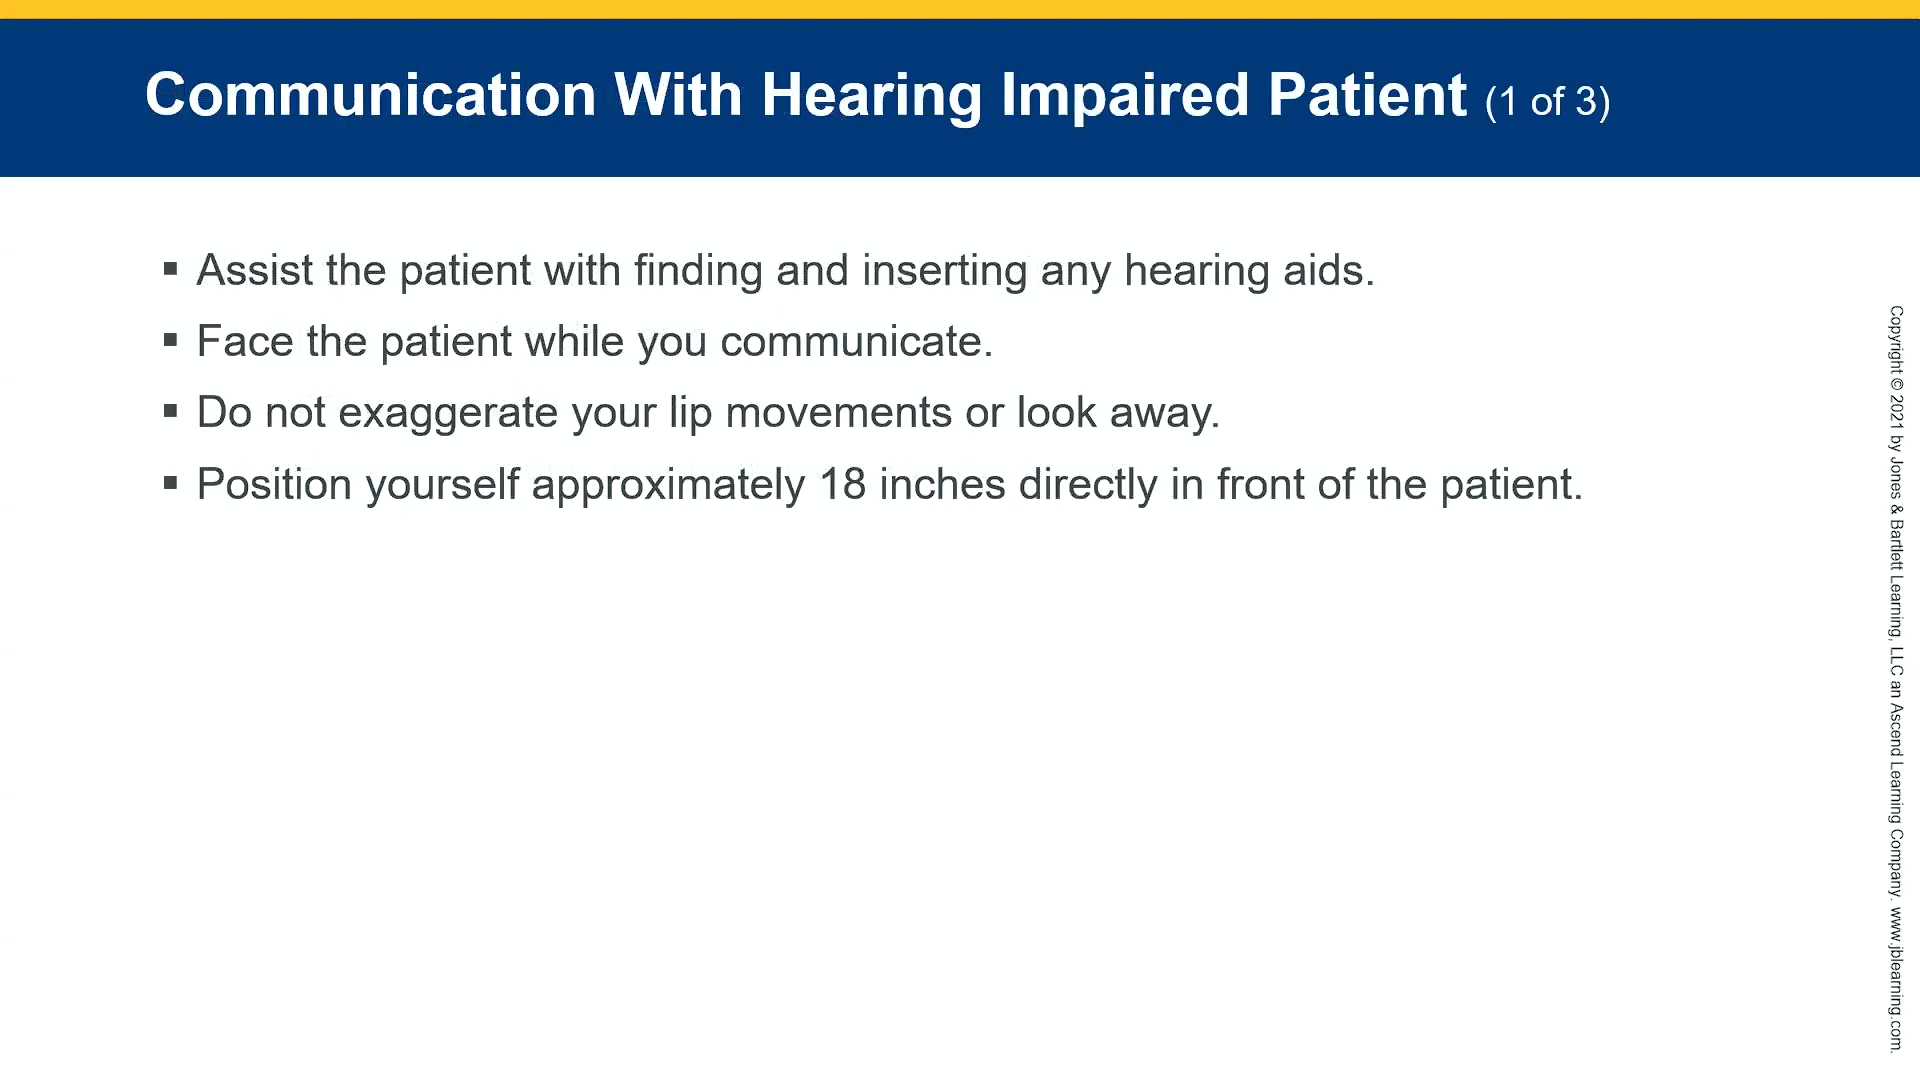 Communication With Hearing Impaired Patient (1 of 3)
▪ Assist the patient with finding and inserting any hearing aids.
▪ Face the patient while you communicate.
▪ Do not exaggerate your lip movements or look away.
▪ Position yourself approximately 18 inches directly in front of the patient.
Copyright © 2021 by Jones & Bartlett Learning, LLC an Ascend Learning Company. www.jblearning.com.